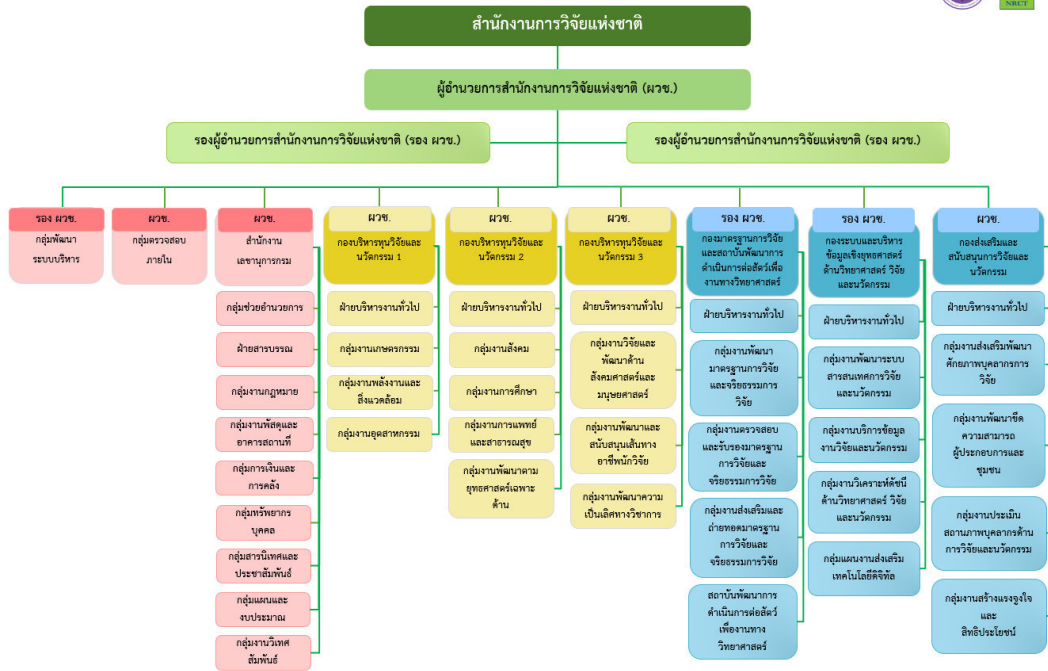 NRCT
สำนักงานการวิจัยแห่งชาติ
ผู้อำนวยการสำนักงานการวิจัยแห่งชาติ (ผวช.)
รองผู้อำนวยการสำนักงานการวิจัยแห่งชาติ (รอง ผวช.)
รองผู้อำนวยการสำนักงานการวิจัยแห่งชาติ (รอง ผวช.)
รอง ผวช.
กลุ่มพัฒนา
ระบบบริหาร
ผวช.
กลุ่มตรวจสอบ
ภายใน
ผวช.
สำนักงาน
เลขานุการกรม
กลุ่มช่วยอำนวยการ
ฝ่ายสารบรรณ
กลุ่มงานกฎหมาย
กลุ่มงานพัสดุและ
อาคารสถานที่
กลุ่มการเงินและ
การคลัง
กลุ่มทรัพยากร
บุคคล
กลุ่มสารนิเทศและ
ประชาสัมพันธ์
กลุ่มแผนและ
งบประมาณ
กลุ่มงานวิเทศ
สัมพันธ์
ผวช.
กองบริหารทุนวิจัยและ
นวัตกรรม 1
ฝ่ายบริหารงานทั่วไป
กลุ่มงานเกษตรกรรม
กลุ่มงานพลังงานและ
สิ่งแวดล้อม
กลุ่มงานอุตสาหกรรม
ผวช.
กองบริหารทุนวิจัยและ
นวัตกรรม 2
ฝ่ายบริหารงานทั่วไป
กลุ่มงานสังคม
กลุ่มงานการศึกษา
กลุ่มงานการแพทย์
และสาธารณสุข
กลุ่มงานพัฒนาตาม
ยุทธศาสตร์เฉพาะ
ด้าน
ผวช.
กองบริหารทุนวิจัยและ
นวัตกรรม 3
ฝ่ายบริหารงานทั่วไป
กลุ่มงานวิจัยและ
พัฒนาด้าน
สังคมศาสตร์และ
มนุษยศาสตร์
กลุ่มงานพัฒนาและ
สนับสนุนเส้นทาง
อาชีพนักวิจัย
กลุ่มงานพัฒนาความ
เป็นเลิศทางวิชาการ
รอง ผวช.
กองมาตรฐานการวิจัย
และสถาบันพัฒนาการ
ดำเนินการต่อสัตว์เพื่อ
งานทางวิทยาศาสตร์
ฝ่ายบริหารงานทั่วไป
กลุ่มงานพัฒนา
มาตรฐานการวิจัย
และจริยธรรมการ
วิจัย
กลุ่มงานตรวจสอบ
และรับรองมาตรฐาน
การวิจัยและ
จริยธรรมการวิจัย
กลุ่มงานส่งเสริมและ
ถ่ายทอดมาตรฐาน
การวิจัยและ
จริยธรรมการวิจัย
สถาบันพัฒนาการ
ดำเนินการต่อสัตว์
เพื่องานทาง
วิทยาศาสตร์
รอง ผวช.
กองระบบและบริหาร
ข้อมูลเชิงยุทธศาสตร์
ด้านวิทยาศาสตร์ วิจัย
และนวัตกรรม
ฝ่ายบริหารงานทั่วไป
กลุ่มงานพัฒนาระบบ
สารสนเทศการวิจัย
และนวัตกรรม
กลุ่มงานบริการข้อมูล
งานวิจัยและนวัตกรรม
กลุ่มงานวิเคราะห์ดัชนี
ด้านวิทยาศาสตร์ วิจัย
และนวัตกรรม
กลุ่มแผนงานส่งเสริม
เทคโนโลยีดิจิทัล
ผวช.
กองส่งเสริมและ
สนับสนุนการวิจัยและ
นวัตกรรม
ฝ่ายบริหารงานทั่วไป
กลุ่มงานส่งเสริมพัฒนา
ศักยภาพบุคลากรการ
วิจัย
กลุ่มงานพัฒนาขีด
ความสามารถ
ผู้ประกอบการและ
ชุมชน
กลุ่มงานประเมิน
สถานภาพบุคลากรด้าน
การวิจัยและนวัตกรรม
กลุ่มงานสร้างแรงจูงใจ
และ
สิทธิประโยชน์